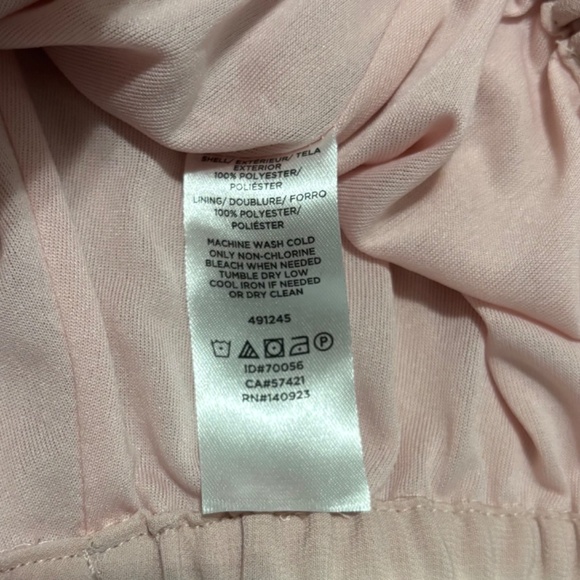 SHELL/ EXTÉRIEUR/ TELA
EXTERIOR
100% POLYESTER/
POLIÉSTER
LINING/ DOUBLURE/ FORRO
100% POLYESTER/
POLIÉSTER
MACHINE WASH COLD
ONLY NON-CHLORINE
BLEACH WHEN NEEDED
TUMBLE DRY LOW
COOL IRON IF NEEDED
OR DRY CLEAN
491245
P
ID#70056
CA#57421
RN#140923